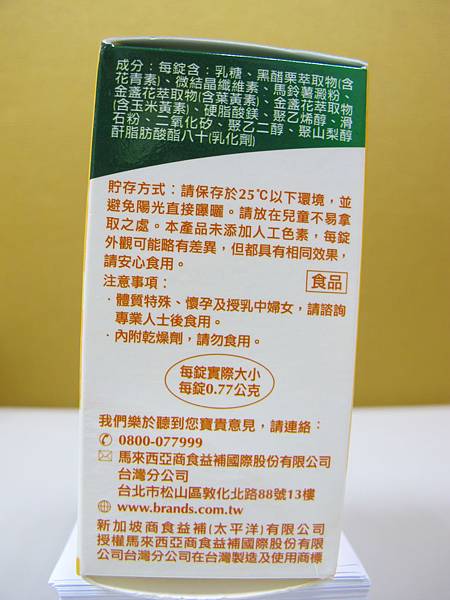 成分：每錠含：乳糖、黑醋栗萃取物(含
花青素)、微結晶纖維素、馬鈴薯澱粉、
金盞花萃取物(含葉黃素)、金盞花萃取物
(含玉米黃素)、硬脂酸鎂、聚乙烯醇、滑
石粉、二氧化矽、聚乙二醇、聚山梨醇
酐脂肪酸酯八十(乳化劑)
貯存方式：請保存於25℃以下環境，並
避免陽光直接曝曬。請放在兒童不易拿
取之處。本產品未添加人工色素，每錠
外觀可能略有差異，但都具有相同效果，
請安心食用。
食品
注意事項：
·體質特殊、懷孕及授乳中婦女，請諮詢
專業人士後食用。
·內附乾燥劑，請勿食用。
每錠實際大小
每錠0.77公克
我們樂於聽到您寶貴意見，請連絡：
0800-077999
馬來西亞商食益補國際股份有限公司
台灣分公司
台北市松山區敦化北路88號13樓
www.brands.com.tw
新加坡商食益補(太平洋)有限公司
授權馬來西亞商食益補國際股份有限
公司台灣分公司在台灣製造及使用商標